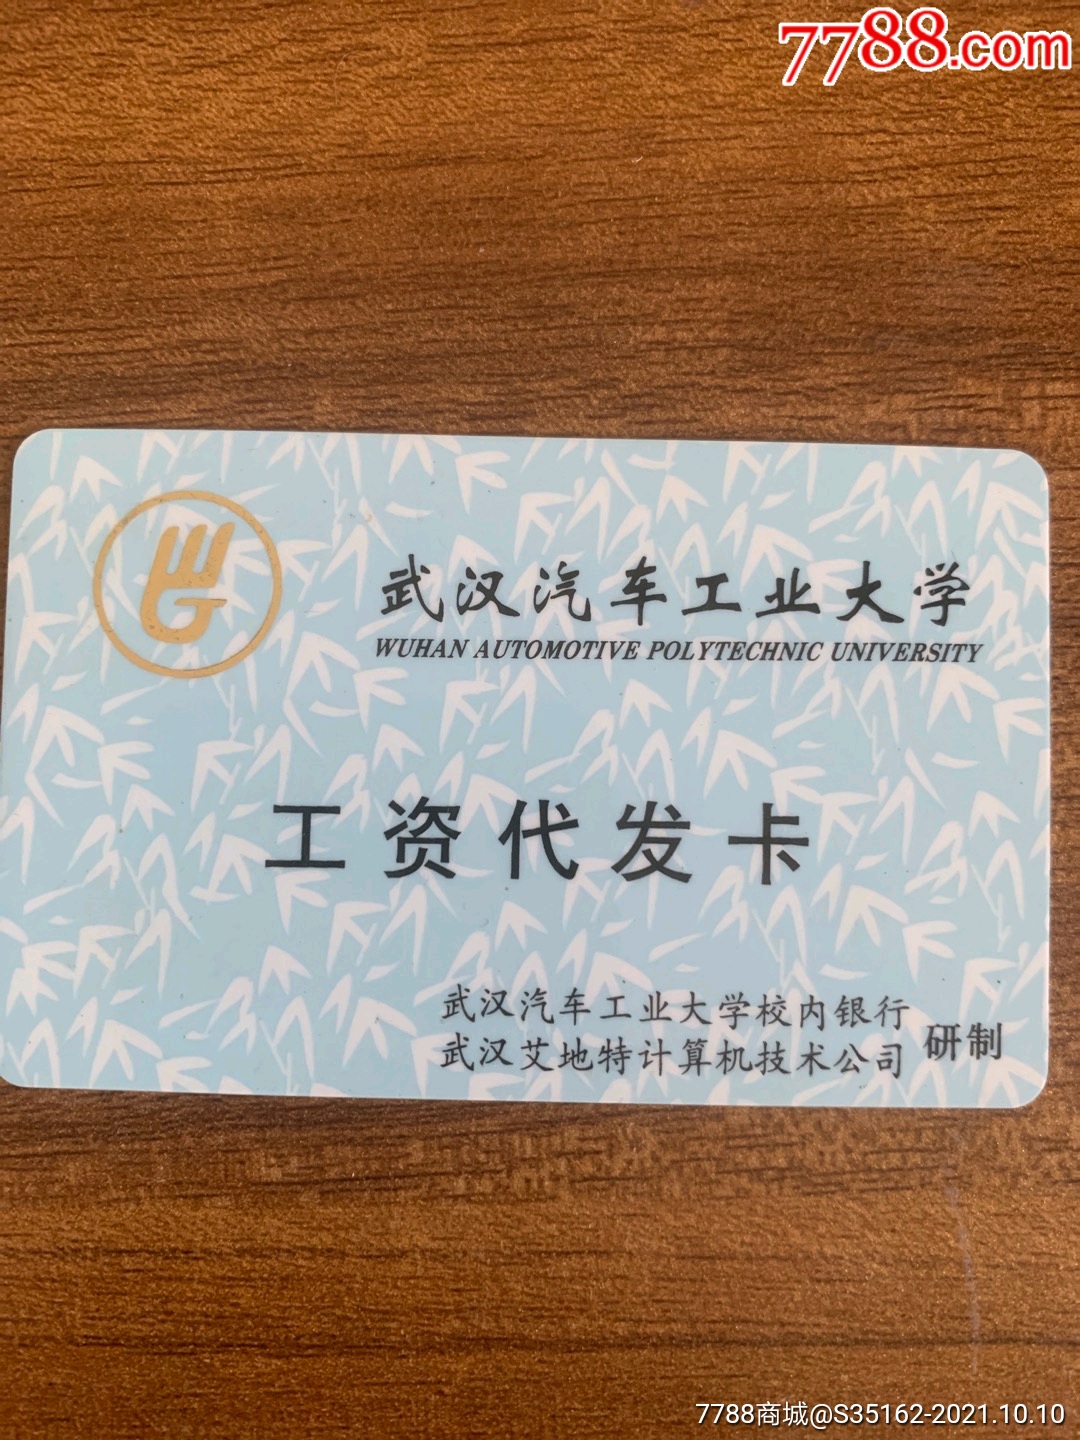 7788.com
武汉汽车工业大学
WUHAN AUTOMOTIVE POLYTECHNIC UNIVERSITY
工资代发卡
武汉汽车工业大学校内银行
武汉艾地特计算机技术公司
研制
7788商城@S35162-2021.10.10